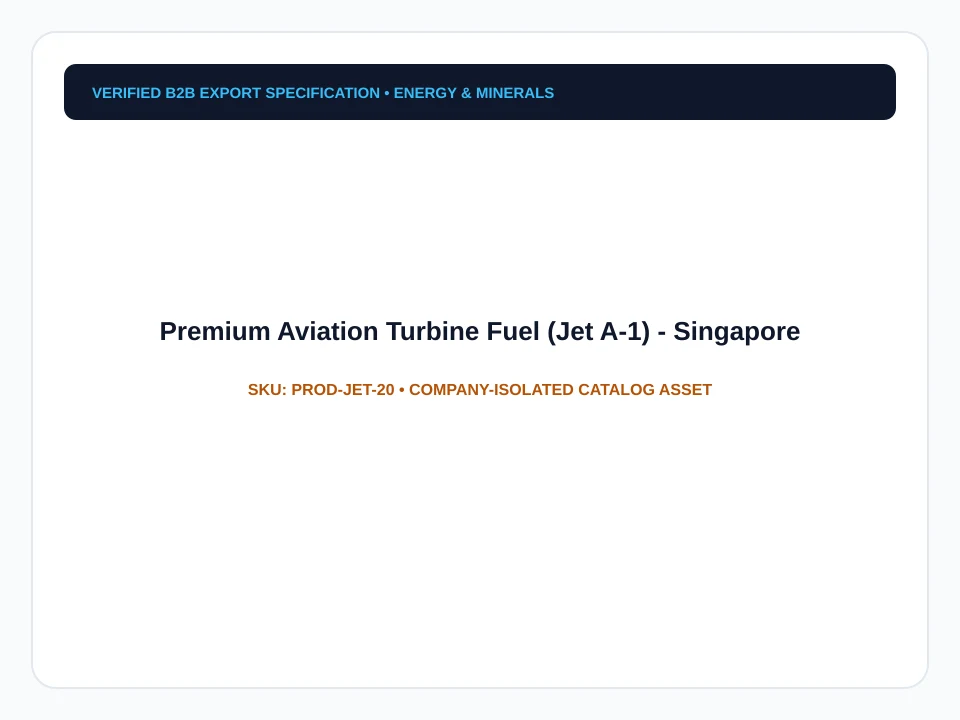 VERIFIED B2B EXPORT SPECIFICATION • ENERGY & MINERALS
Premium Aviation Turbine Fuel (Jet A-1) - Singapore
SKU: PROD-JET-20 • COMPANY-ISOLATED CATALOG ASSET